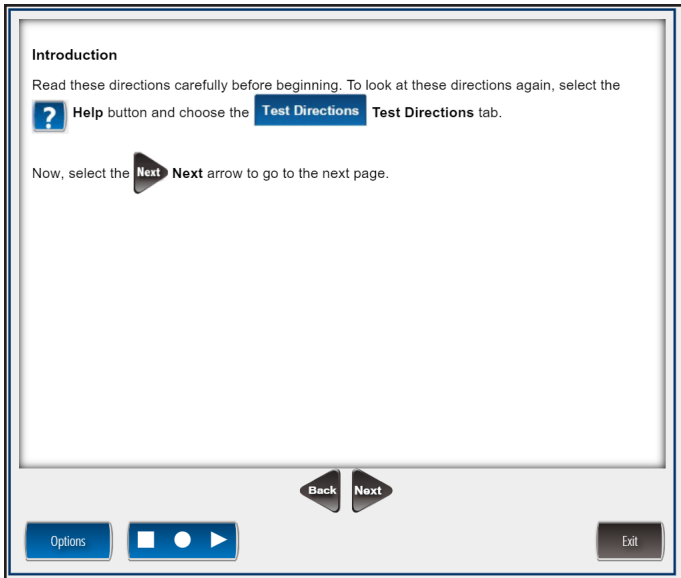 Introduction
Read these directions carefully before beginning. To look at these directions again, select the
? Help button and choose the Test Directions Test Directions tab.
Now, select the Next Next arrow to go to the next page.
Back Next
Options Exit